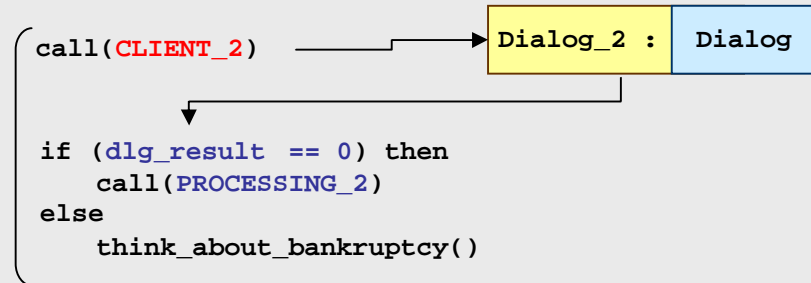 call(CLIENT_2)
Dialog_2 : Dialog
if (dlg_result == 0) then
call(PROCESSING_2)
else
think_about_bankruptcy()